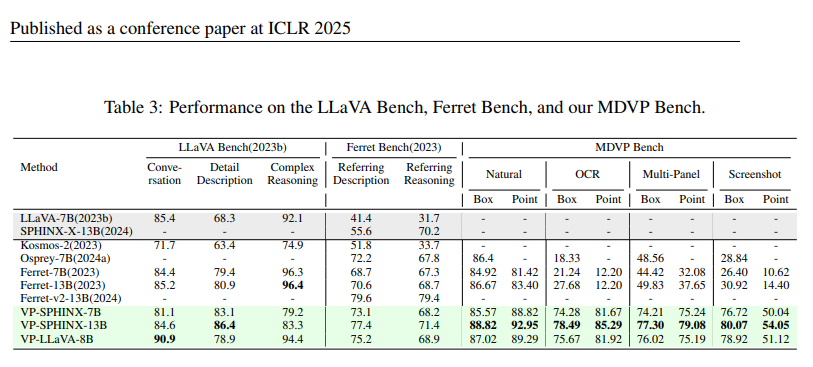 Published as a conference paper at ICLR 2025
Table 3: Performance on the LLaVA Bench, Ferret Bench, and our MDVP Bench.
LLaVA Bench(2023b) Ferret Bench(2023) MDVP Bench
Method Conve- Detail Complex Referring Referring Natural OCR Multi-Panel Screenshot
rsation Description Reasoning Description Reasoning
Box Point Box Point Box Point Box Point
LLaVA-7B(2023b) 85.4 68.3 92.1 41.4 31.7 - - - - - - - -
SPHINX-X-13B(2024) - - - 55.6 70.2 - - - - - - - -
Kosmos-2(2023) 71.7 63.4 74.9 51.8 33.7 - - - - - - - -
Osprey-7B(2024a) - - - 72.2 67.8 86.4 - 18.33 - 48.56 - 28.84 -
Ferret-7B(2023) 84.4 79.4 96.3 68.7 67.3 84.92 81.42 21.24 12.20 44.42 32.08 26.40 10.62
Ferret-13B(2023) 85.2 80.9 96.4 70.6 68.7 86.67 83.40 27.68 12.20 49.83 37.65 30.92 14.40
Ferret-v2-13B(2024) - - - 79.6 79.4 - - - - - - - -
VP-SPHINX-7B 81.1 83.1 79.2 73.1 68.2 85.57 88.82 74.28 81.67 74.21 75.24 76.72 50.04
VP-SPHINX-13B 84.6 86.4 83.3 77.4 71.4 88.82 92.95 78.49 85.29 77.30 79.08 80.07 54.05
VP-LLaVA-8B 90.9 78.9 94.4 75.2 68.9 87.02 89.29 75.67 81.92 76.02 75.19 78.92 51.12